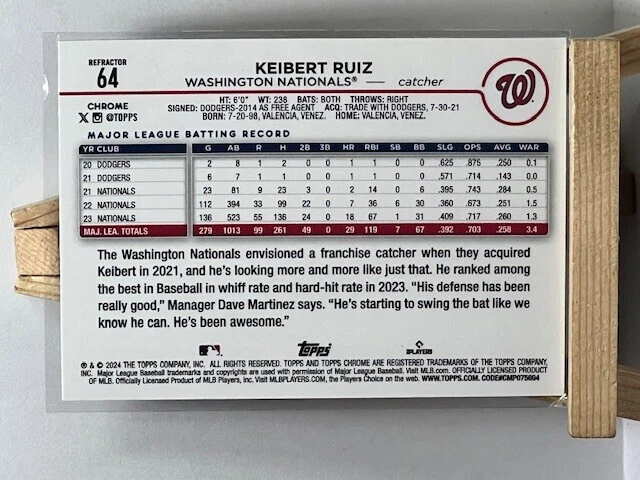 REFRACTOR
64
KEIBERT RUIZ
WASHINGTON NATIONALS® — catcher
W
CHROME
X @TOPPS
HT: 6'0" WT: 238 BATS: BOTH THROWS: RIGHT
SIGNED: DODGERS-2014 AS FREE AGENT ACQ: TRADE WITH DODGERS, 7-30-21
BORN: 7-20-98, VALENCIA, VENEZ. HOME: VALENCIA, VENEZ.
MAJOR LEAGUE BATTING RECORD
YR CLUB G AB R H 2B 3B HR RBI SB BB SLG OPS AVG WAR
20 DODGERS 2 8 1 2 0 0 1 1 0 0 .625 .875 .250 0.1
21 DODGERS 6 7 1 1 0 0 1 1 0 0 .571 .714 .143 0.0
21 NATIONALS 23 81 9 23 3 0 2 14 0 6 .395 .743 .284 0.5
22 NATIONALS 112 394 33 99 22 0 7 36 6 30 .360 .673 .251 1.5
23 NATIONALS 136 523 55 136 24 0 18 67 1 31 .409 .717 .260 1.3
MAJ. LEA. TOTALS 279 1013 99 261 49 0 29 119 7 67 .392 .703 .258 3.4
The Washington Nationals envisioned a franchise catcher when they acquired
Keibert in 2021, and he's looking more and more like just that. He ranked among
the best in Baseball in whiff rate and hard-hit rate in 2023. "His defense has been
really good," Manager Dave Martinez says. "He's starting to swing the bat like we
know he can. He's been awesome."
Topps
PLAYERS
® & © 2024 THE TOPPS COMPANY, INC. ALL RIGHTS RESERVED. TOPPS AND TOPPS CHROME ARE REGISTERED TRADEMARKS OF THE TOPPS COMPANY,
INC. Major League Baseball trademarks and copyrights are used with permission of Major League Baseball. Visit MLB.com. OFFICIALLY LICENSED PRODUCT
OF MLB. Officially Licensed Product of MLB Players, Inc. Visit MLBPLAYERS.COM, the Players Choice on the web. WWW.TOPPS.COM. CODE#CMP075694